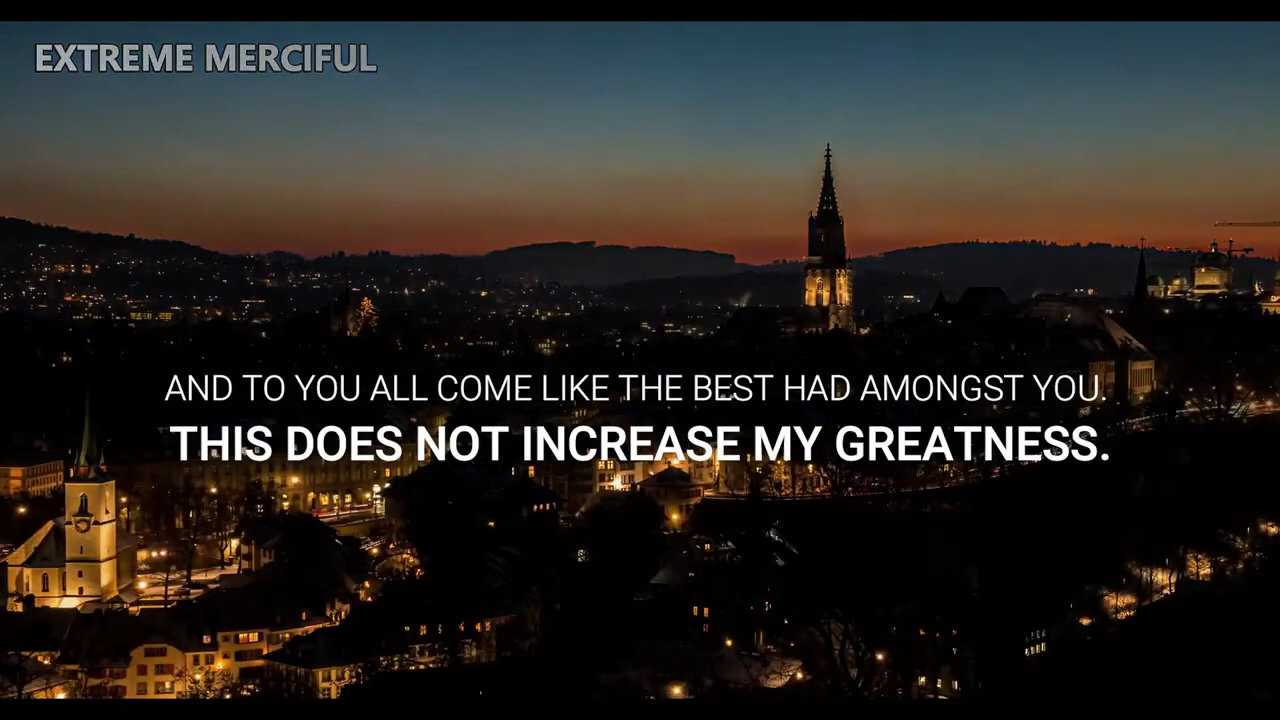 EXTREME MERCIFUL
AND TO YOU ALL COME LIKE THE BEST HAD AMONGST YOU.
THIS DOES NOT INCREASE MY GREATNESS.